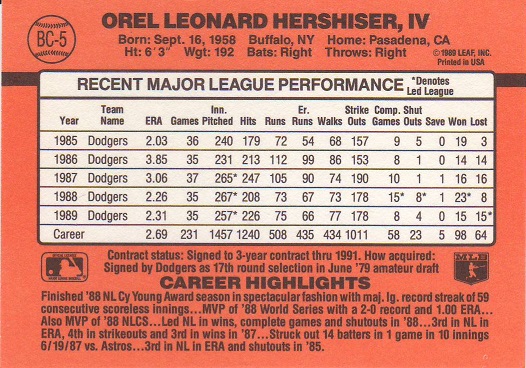 BC-5
OREL LEONARD HERSHISER, IV
Born: Sept. 16, 1958 Buffalo, NY Home: Pasadena, CA
Ht: 6'3" Wgt: 192 Bats: Right Throws: Right
©1989 LEAF, INC.
Printed in USA
RECENT MAJOR LEAGUE PERFORMANCE *Denotes Led League
Year Team Name ERA Games Inn. Pitched Hits Runs Er. Runs Walks Strike Outs Comp. Games Shut Outs Save Won Lost
1985 Dodgers 2.03 36 240 179 72 54 68 157 9 5 0 19 3
1986 Dodgers 3.85 35 231 213 112 99 86 153 8 1 0 14 14
1987 Dodgers 3.06 37 265* 247 105 90 74 190 10 1 1 16 16
1988 Dodgers 2.26 35 267* 208 73 67 73 178 15* 8* 1 23* 8
1989 Dodgers 2.31 35 257* 226 75 66 77 178 8 4 0 15 15*
Career 2.69 231 1457 1240 508 435 434 1011 58 23 5 98 64
Contract status: Signed to 3-year contract thru 1991. How acquired:
Signed by Dodgers as 17th round selection in June '79 amateur draft
MLB
CAREER HIGHLIGHTS
Finished '88 NL Cy Young Award season in spectacular fashion with maj. lg. record streak of 59
consecutive scoreless innings...MVP of '88 World Series with a 2-0 record and 1.00 ERA...
Also MVP of '88 NLCS...Led NL in wins, complete games and shutouts in '88...3rd in NL in
ERA, 4th in strikeouts and 3rd in wins in '87...Struck out 14 batters in 1 game in 10 innings
6/19/87 vs. Astros...3rd in NL in ERA and shutouts in '85.